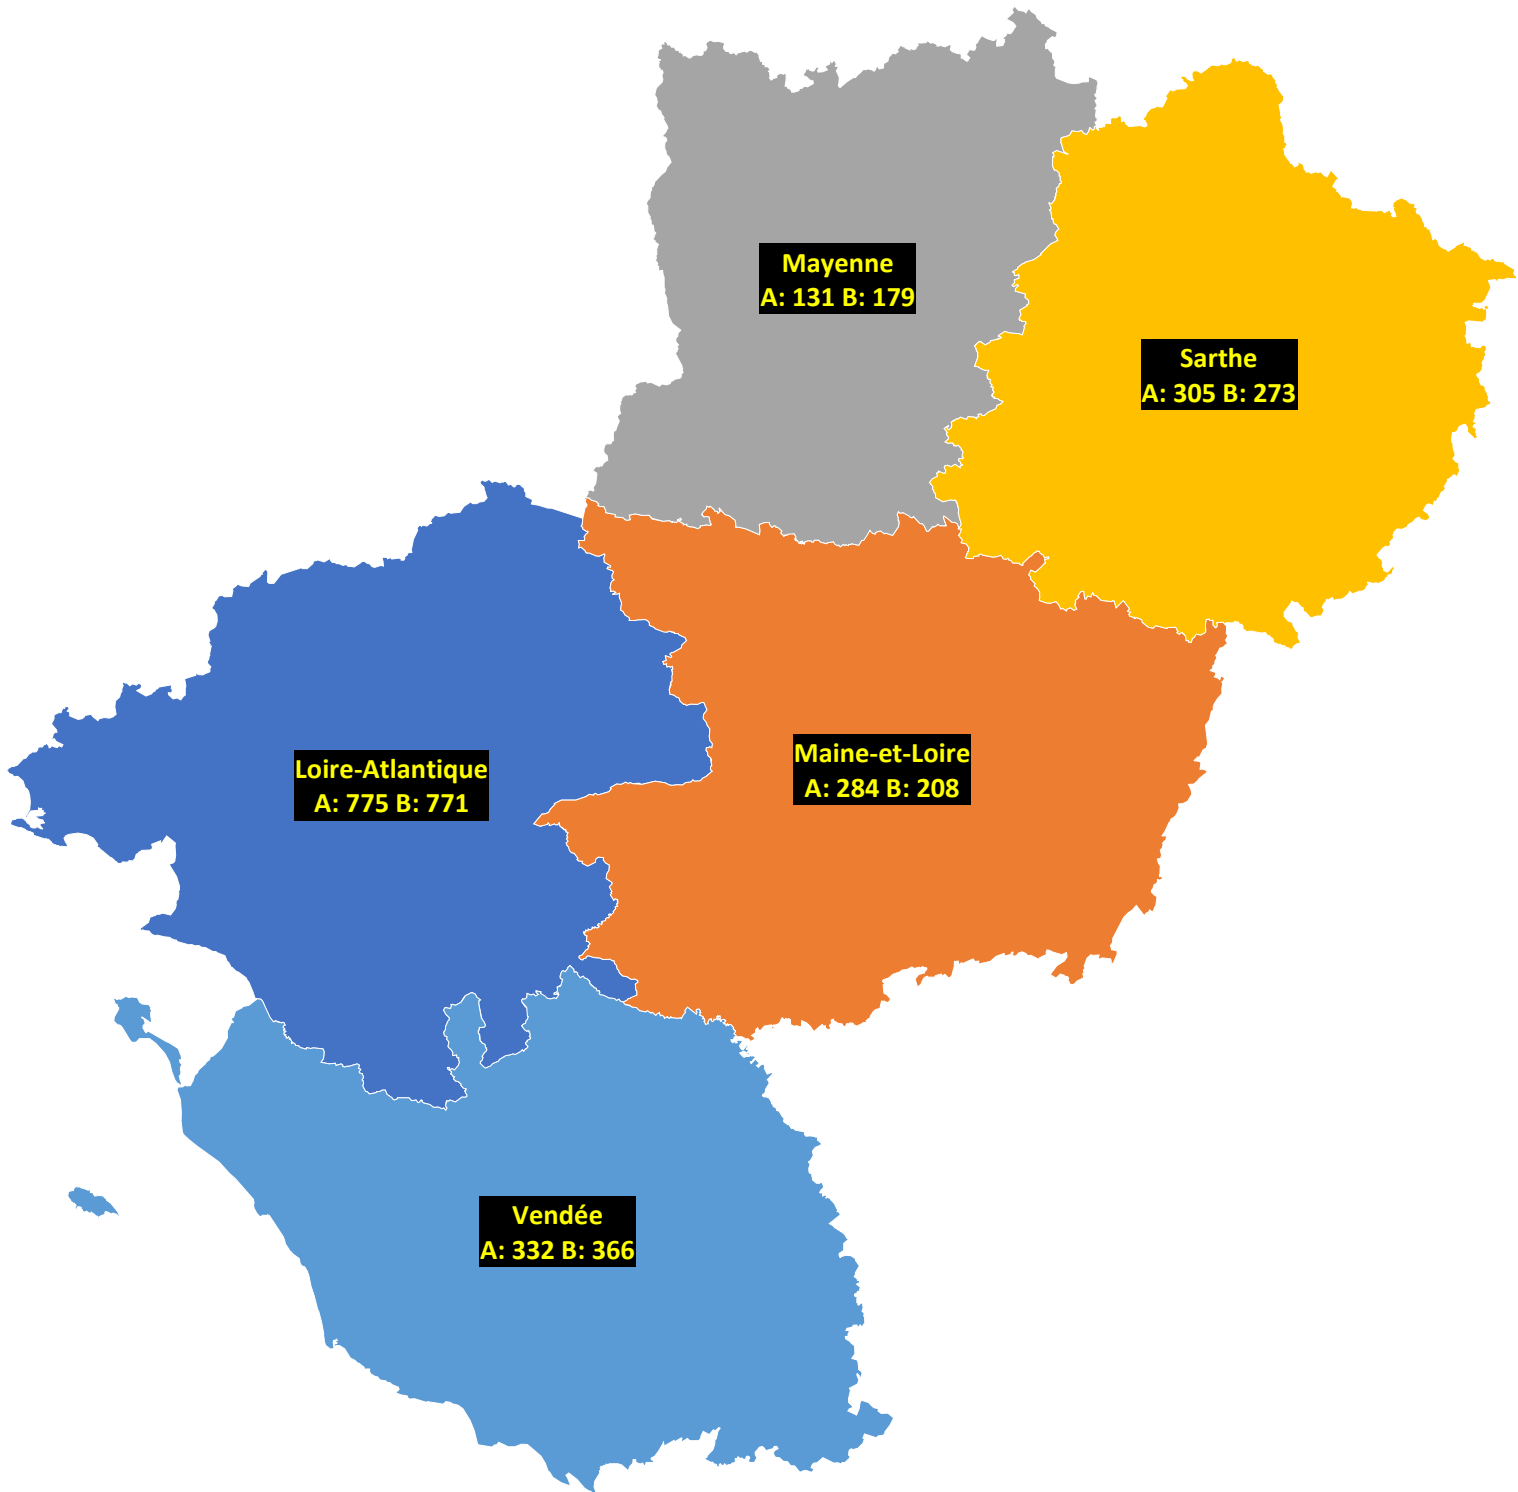 Mayenne
A: 131 B: 179
Sarthe
A: 305 B: 273
Loire-Atlantique
A: 775 B: 771
Maine-et-Loire
A: 284 B: 208
Vendée
A: 332 B: 366